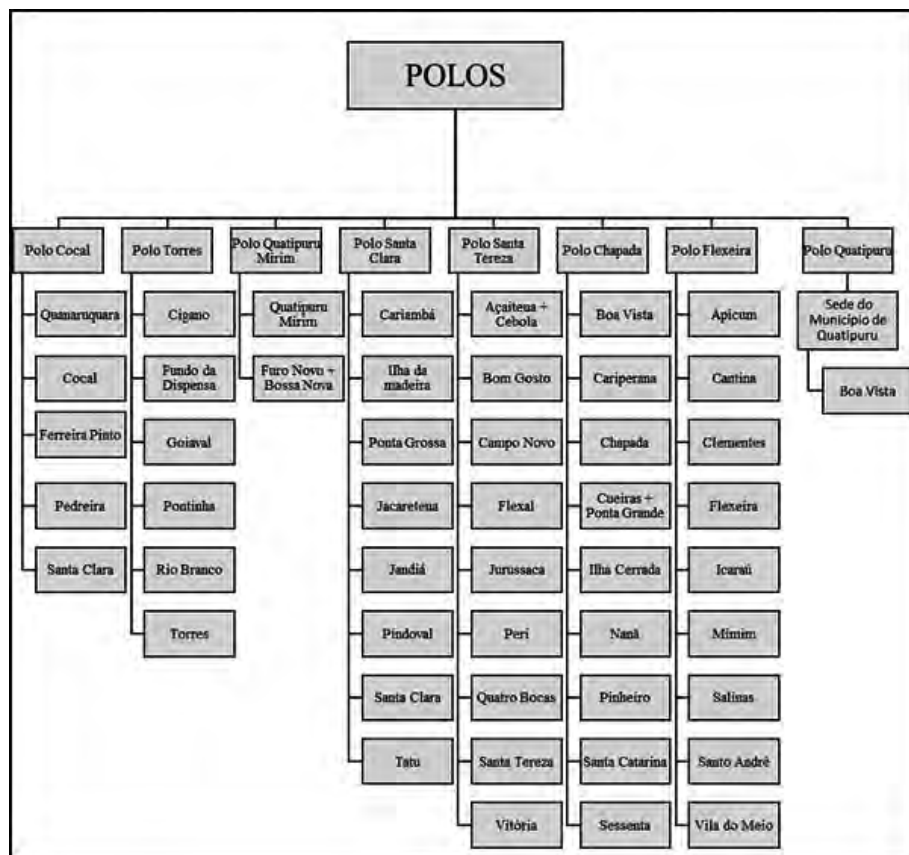 POLOS
Polo Cocal
Quanaruquara
Cocal
Ferreira Pinto
Pedreira
Santa Clara
Polo Torres
Cigano
Fundo da
Dispensa
Goiaval
Pontinha
Rio Branco
Torres
Polo Quatipuru
Mirim
Quatipuru
Mirim
Furo Novo +
Bossa Nova
Polo Santa
Clara
Cariambá
Ilha da
madeira
Ponta Grossa
Jacareteua
Jandiá
Pindoval
Santa Clara
Tatu
Polo Santa
Tereza
Açaiteua +
Cebola
Bom Gosto
Campo Novo
Flexal
Jurussaca
Peri
Quatro Bocas
Santa Tereza
Vitória
Polo Chapada
Boa Vista
Cariperana
Chapada
Cueiras +
Ponta Grande
Ilha Cerrada
Nanã
Pinheiro
Santa Catarina
Sessenta
Polo Flexeira
Apicum
Cantina
Clementes
Flexeira
Icaraú
Mimim
Salinas
Santo André
Vila do Meio
Polo Quatipuru
Sede do
Município de
Quatipuru
Boa Vista